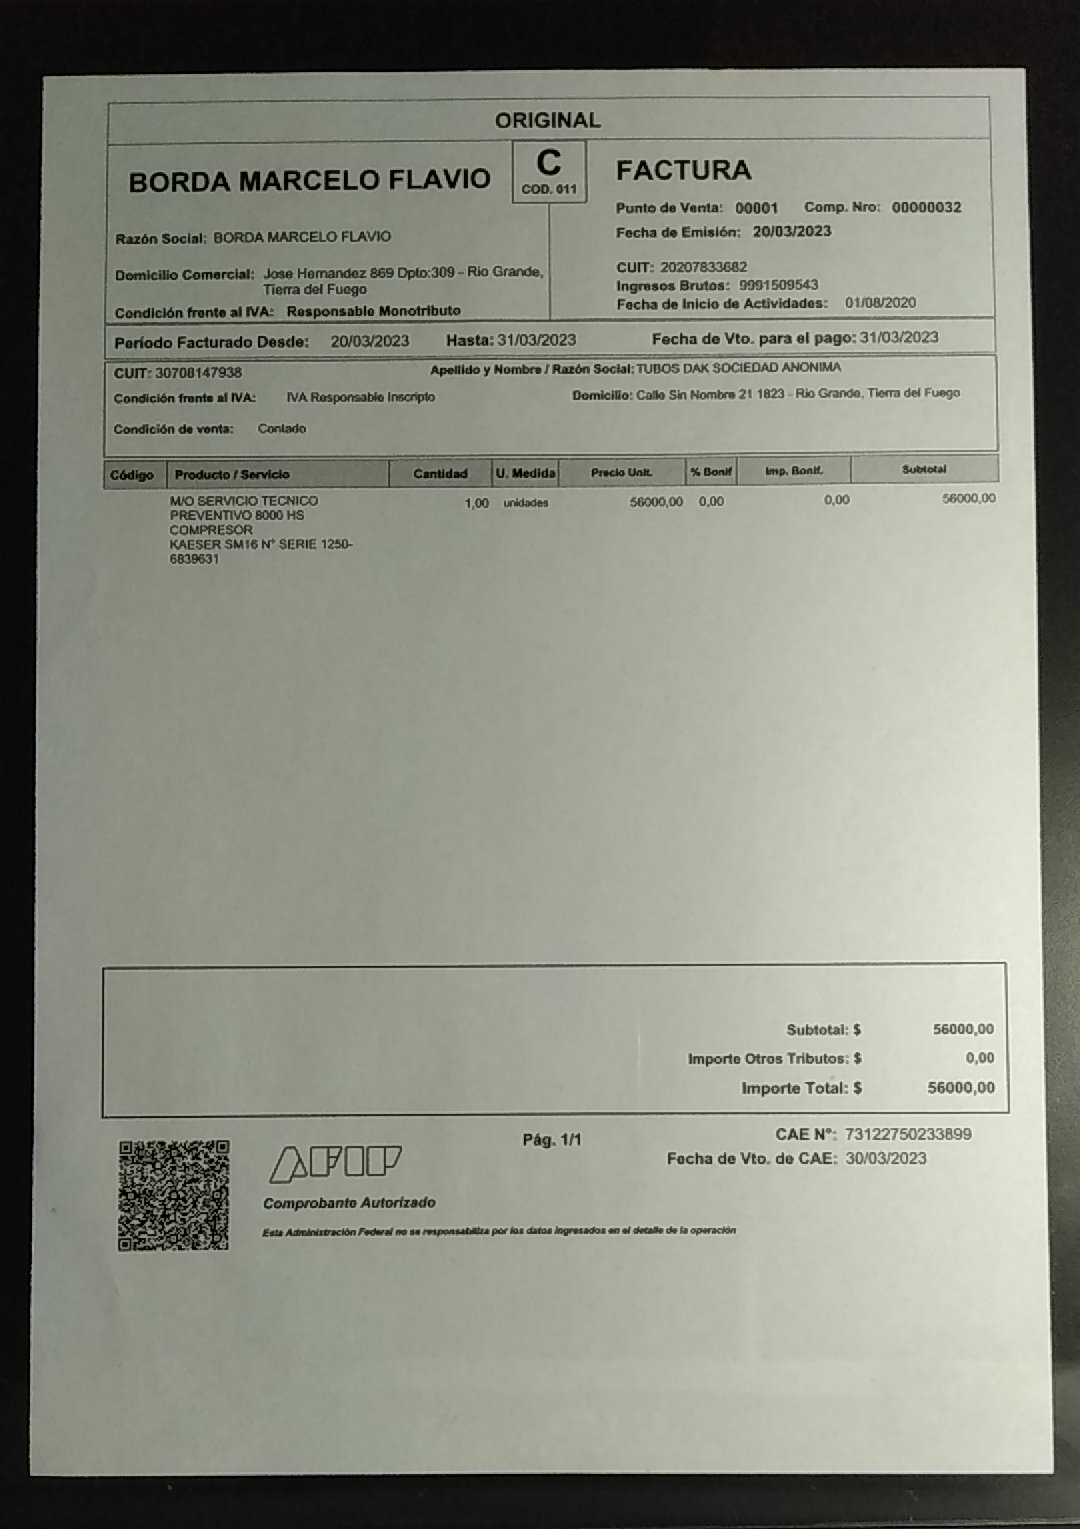 ORIGINAL
BORDA MARCELO FLAVIO
C
COD. 011
FACTURA
Punto de Venta: 00001 Comp. Nro: 00000032
Fecha de Emisión: 20/03/2023
Razón Social: BORDA MARCELO FLAVIO
Domicilio Comercial: Jose Hernandez 869 Dpto:309 - Rio Grande,
Tierra del Fuego
Condición frente al IVA: Responsable Monotributo
CUIT: 20207833682
Ingresos Brutos: 9991509543
Fecha de Inicio de Actividades: 01/08/2020
Período Facturado Desde: 20/03/2023 Hasta: 31/03/2023 Fecha de Vto. para el pago: 31/03/2023
CUIT: 30708147938 Apellido y Nombre / Razón Social: TUBOS DAK SOCIEDAD ANONIMA
Condición frente al IVA: IVA Responsable Inscripto Domicilio: Calle Sin Nombre 21 1823 - Rio Grande, Tierra del Fuego
Condición de venta: Contado
Código Producto / Servicio Cantidad U. Medida Precio Unit. % Bonif Imp. Bonif. Subtotal
M/O SERVICIO TECNICO 1,00 unidades 56000,00 0,00 0,00 56000,00
PREVENTIVO 8000 HS
COMPRESOR
KAESER SM16 N° SERIE 1250-
6839631
Subtotal: $ 56000,00
Importe Otros Tributos: $ 0,00
Importe Total: $ 56000,00
AFIP
Comprobante Autorizado
Esta Administración Federal no se responsabiliza por los datos ingresados en el detalle de la operación
Pág. 1/1
CAE N°: 73122750233899
Fecha de Vto. de CAE: 30/03/2023